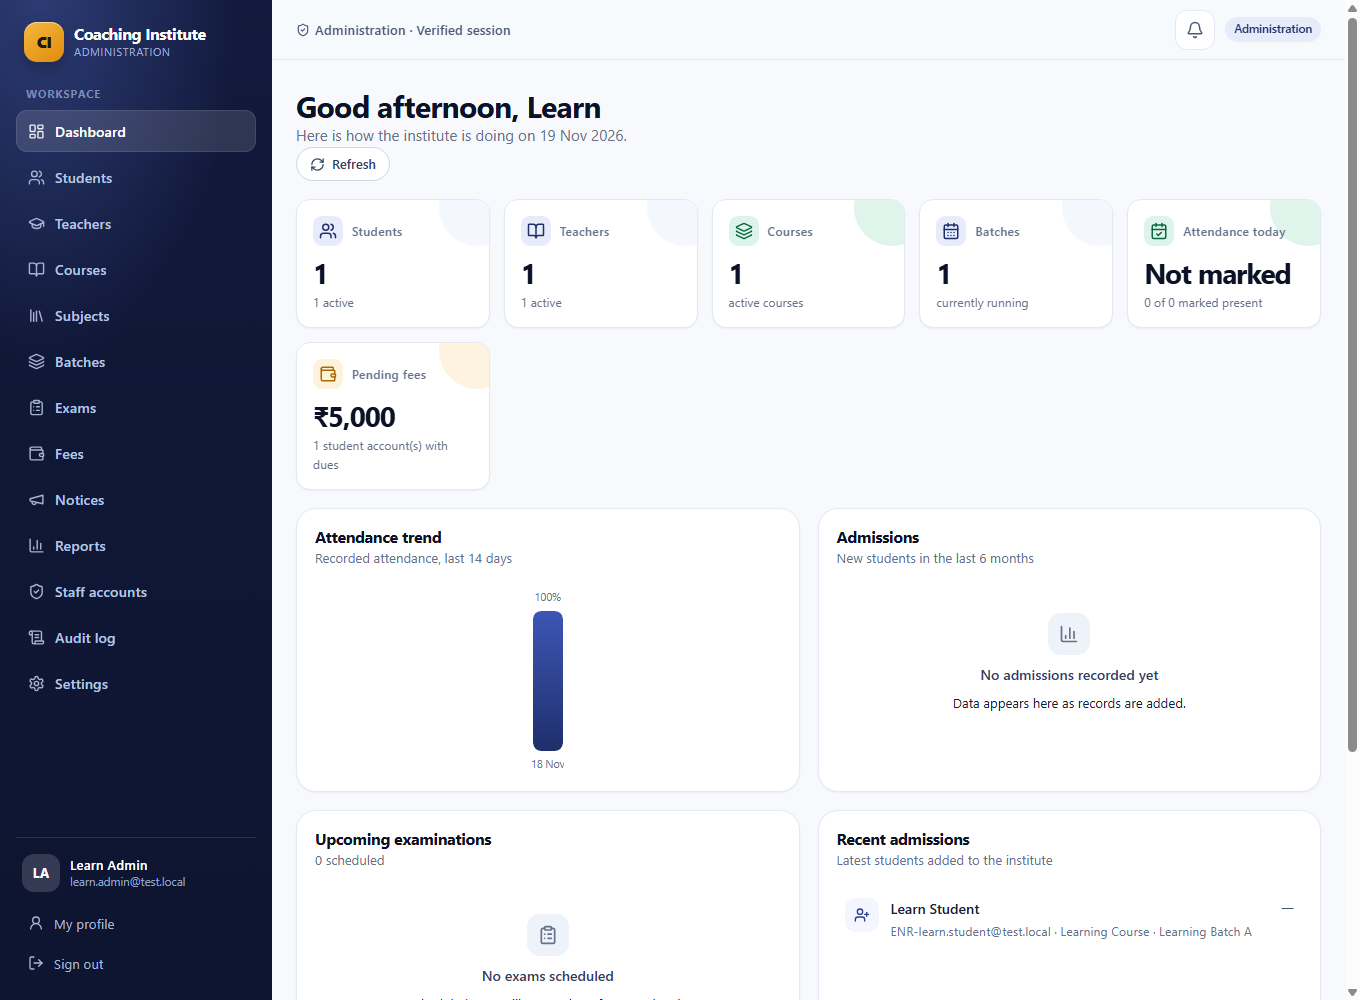 CI
Coaching Institute
ADMINISTRATION
WORKSPACE
Dashboard
Students
Teachers
Courses
Subjects
Batches
Exams
Fees
Notices
Reports
Staff accounts
Audit log
Settings
LA
Learn Admin
learn.admin@test.local
My profile
Sign out
Administration · Verified session
Administration
Good afternoon, Learn
Here is how the institute is doing on 19 Nov 2026.
Refresh
Students
1
1 active
Teachers
1
1 active
Courses
1
active courses
Batches
1
currently running
Attendance today
Not marked
0 of 0 marked present
Pending fees
₹5,000
1 student account(s) with
dues
Attendance trend
Recorded attendance, last 14 days
100%
18 Nov
Admissions
New students in the last 6 months
No admissions recorded yet
Data appears here as records are added.
Upcoming examinations
0 scheduled
No exams scheduled
Recent admissions
Latest students added to the institute
Learn Student
—
ENR-learn.student@test.local · Learning Course · Learning Batch A